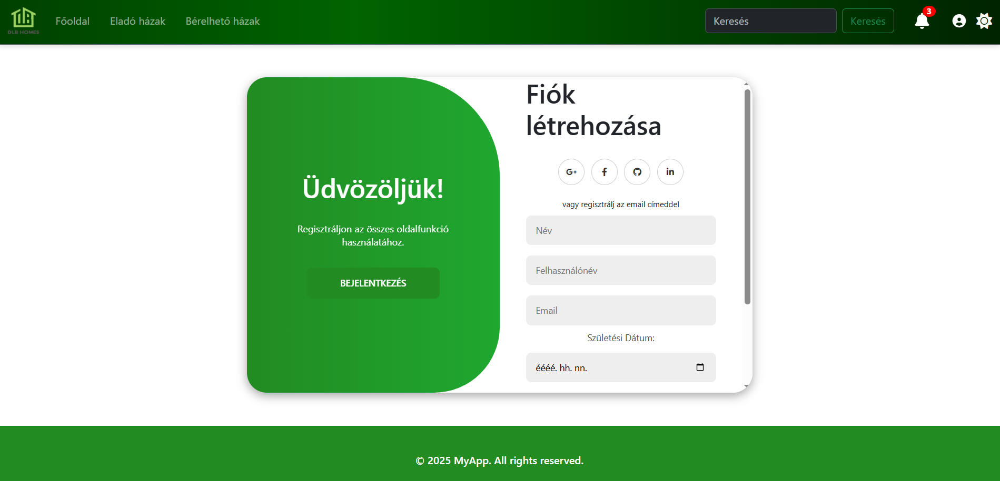 DLB HOMES
Főoldal
Eladó házak
Bérelhető házak
Keresés
Keresés
3
Üdvözöljük!
Regisztráljon az összes oldalfunkció
használatához.
BEJELENTKEZÉS
Fiók
létrehozása
G+
f
in
vagy regisztrálj az email címeddel
Név
Felhasználónév
Email
Születési Dátum:
éééé. hh. nn.
© 2025 MyApp. All rights reserved.